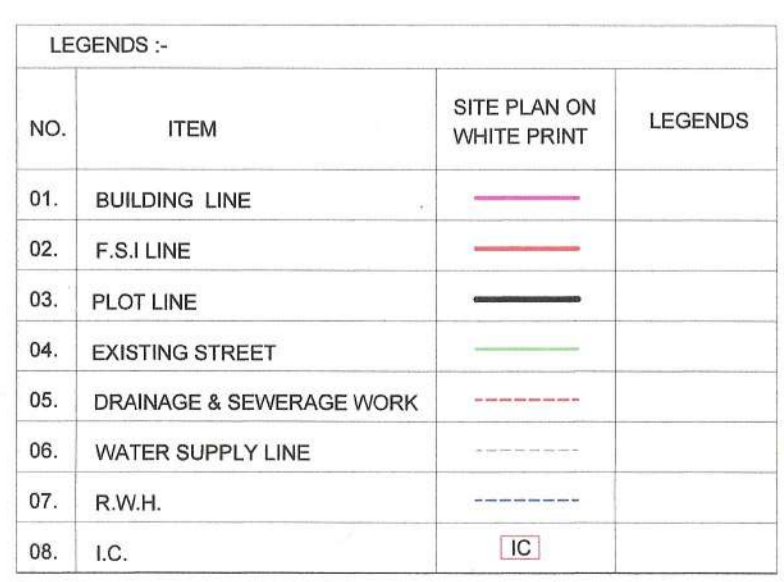 LEGENDS :-
NO. ITEM SITE PLAN ON WHITE PRINT LEGENDS
01. BUILDING LINE
02. F.S.I LINE
03. PLOT LINE
04. EXISTING STREET
05. DRAINAGE & SEWERAGE WORK
06. WATER SUPPLY LINE
07. R.W.H.
08. I.C. IC